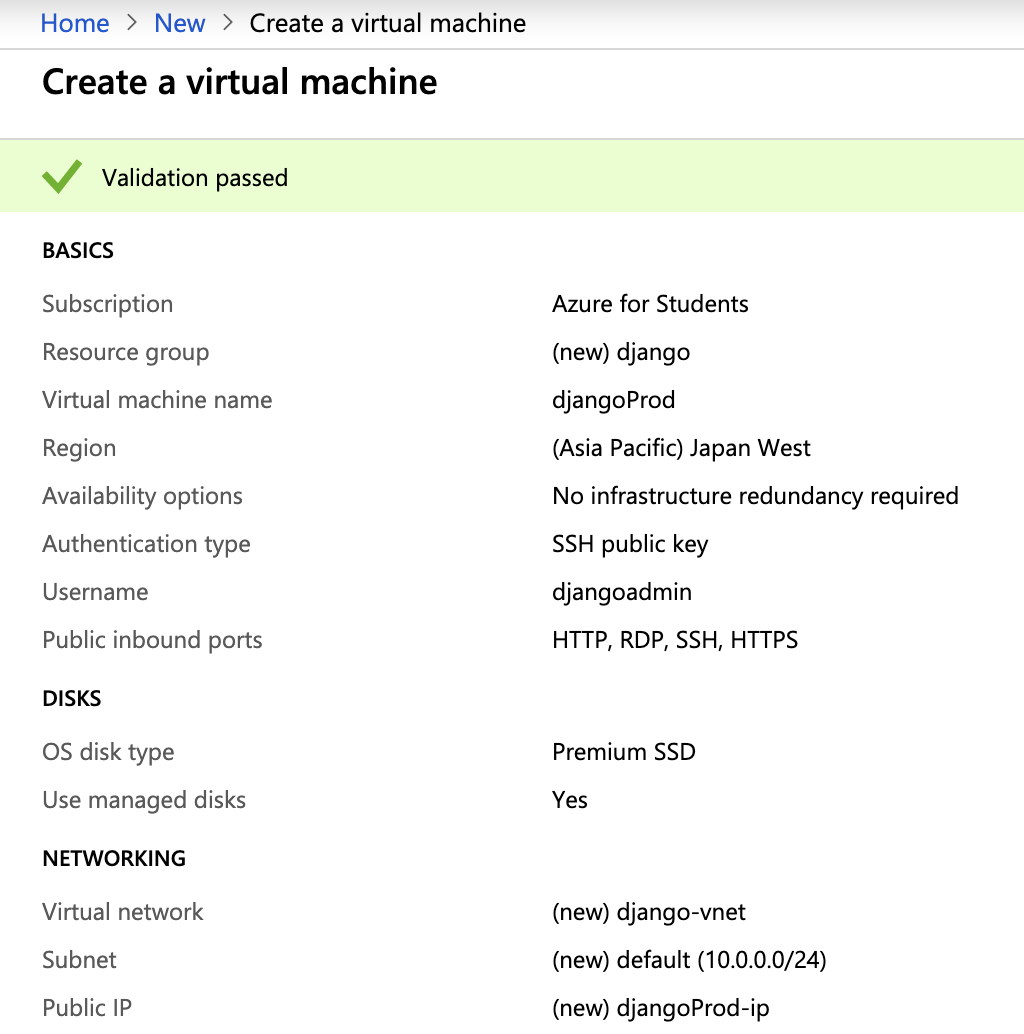 Home > New > Create a virtual machine
Create a virtual machine
Validation passed
BASICS
Subscription Azure for Students
Resource group (new) django
Virtual machine name djangoProd
Region (Asia Pacific) Japan West
Availability options No infrastructure redundancy required
Authentication type SSH public key
Username djangoadmin
Public inbound ports HTTP, RDP, SSH, HTTPS
DISKS
OS disk type Premium SSD
Use managed disks Yes
NETWORKING
Virtual network (new) django-vnet
Subnet (new) default (10.0.0.0/24)
Public IP (new) djangoProd-ip